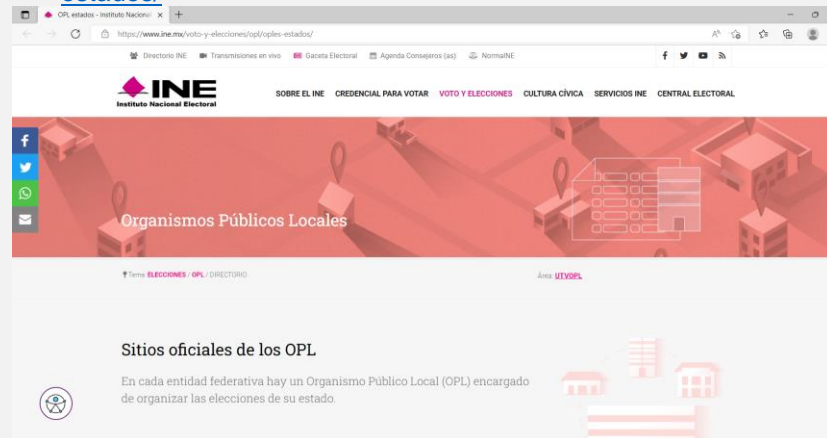 estados/
OPL estados - Instituto Nacional
https://www.ine.mx/voto-y-elecciones/opl/oples-estados/
Directorio INE Transmisiones en vivo Gaceta Electoral Agenda Consejeros (as) NormaINE
INE
Instituto Nacional Electoral
SOBRE EL INE CREDENCIAL PARA VOTAR VOTO Y ELECCIONES CULTURA CÍVICA SERVICIOS INE CENTRAL ELECTORAL
Organismos Públicos Locales
Tema: ELECCIONES / OPL / DIRECTORIO
Área: UTVOPL
Sitios oficiales de los OPL
En cada entidad federativa hay un Organismo Público Local (OPL) encargado
de organizar las elecciones de su estado.